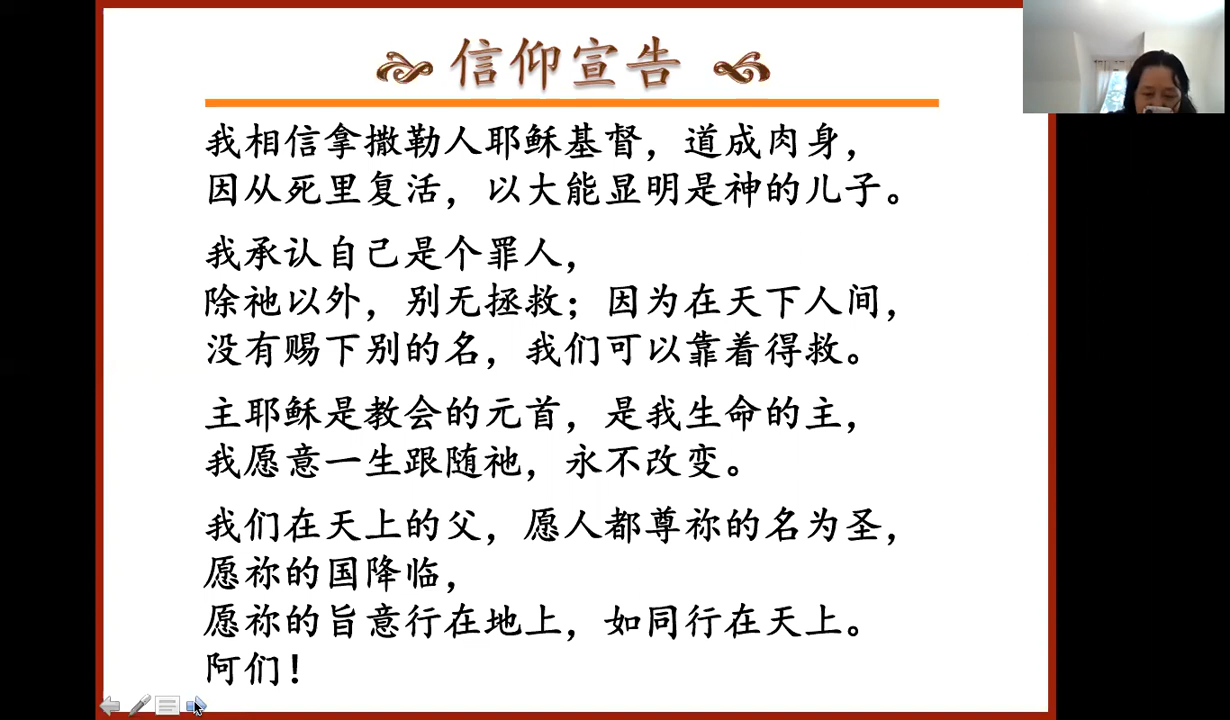 信仰宣告
我相信拿撒勒人耶稣基督，道成肉身，
因从死里复活，以大能显明是神的儿子。
我承认自己是个罪人，
除祂以外，别无拯救；因为在天下人间，
没有赐下别的名，我们可以靠着得救。
主耶稣是教会的元首，是我生命的主，
我愿意一生跟随祂，永不改变。
我们在天上的父，愿人都尊祢的名为圣，
愿祢的国降临，
愿祢的旨意行在地上，如同行在天上。
阿们！